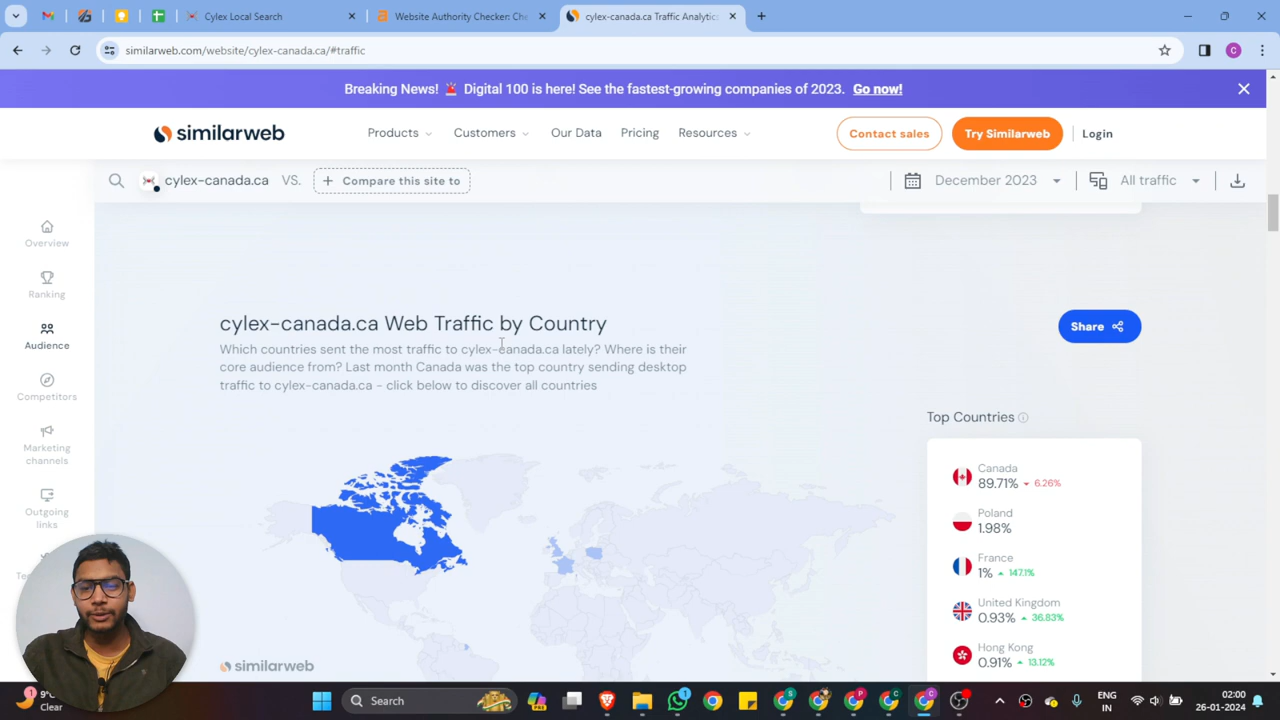 Cylex Local Search
Website Authority Checker: Che
cylex-canada.ca Traffic Analytics
similarweb.com/website/cylex-canada.ca/#traffic
C
Breaking News! 🚨 Digital 100 is here! See the fastest-growing companies of 2023. Go now!
similarweb
Products
Customers
Our Data
Pricing
Resources
Contact sales
Try Similarweb
Login
cylex-canada.ca VS. + Compare this site to
December 2023
All traffic
Overview
Ranking
Audience
Competitors
Marketing
channels
Outgoing
links
cylex-canada.ca Web Traffic by Country
Which countries sent the most traffic to cylex-canada.ca lately? Where is their
core audience from? Last month Canada was the top country sending desktop
traffic to cylex-canada.ca - click below to discover all countries
Share
Top Countries
Canada
89.71% 6.26%
Poland
1.98%
France
1% 147.1%
United Kingdom
0.93% 36.83%
Hong Kong
0.91% 13.12%
similarweb
1
9°C
Clear
Search
PRE
1
ENG
IN
02:00
26-01-2024